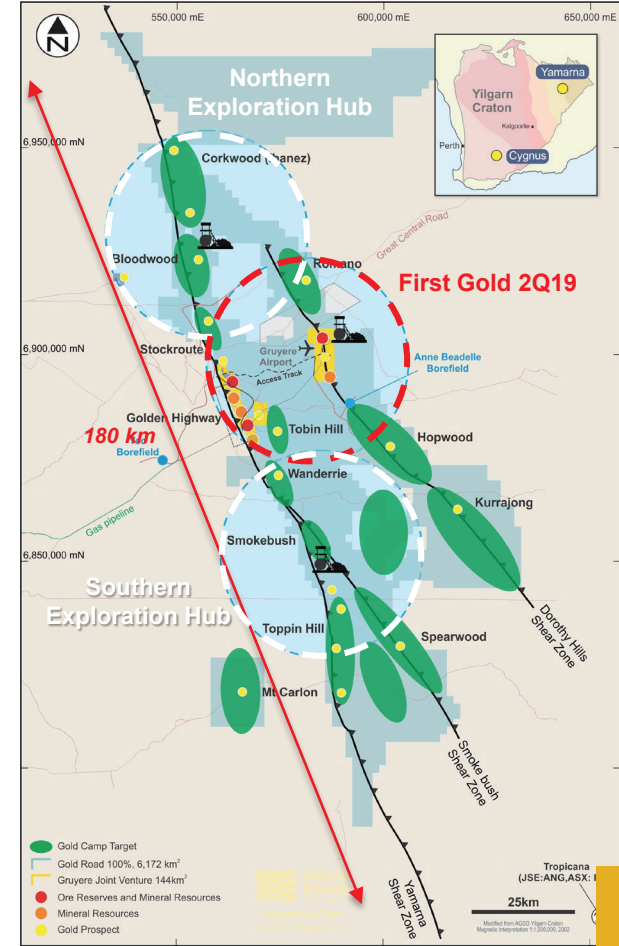 550,000 mE
600,000 mE
650,000 mE
N
Northern
Exploration Hub
Yamarna
Yilgarn
Craton
Kalgoorlie
Perth
Cygnus
6,950,000 mN
Corkwood (Ibanez)
Great Central Road
Bloodwood
Romano
First Gold 2Q19
Stockroute
Gruyere
Airport
6,900,000 mN
Anne Beadelle
Borefield
Access Track
Golden Highway
Tobin Hill
Hopwood
180 km
Borefield
Wanderrie
Kurrajong
Gas pipeline
Smokebush
6,850,000 mN
Southern
Exploration Hub
Toppin Hill
Spearwood
Dorothy Hills
Shear Zone
Mt Carlon
Smoke bush
Shear Zone
Yamarna
Shear Zone
Gold Camp Target
Gold Road 100%, 6,172 km²
Gruyere Joint Venture 144km²
Ore Reserves and Mineral Resources
Mineral Resources
Gold Prospect
Tropicana
(JSE:ANG,ASX:
25km
Modified from AGSO Yilgarn Craton
Magnetic Interpretation 1:1,000,000, 2002